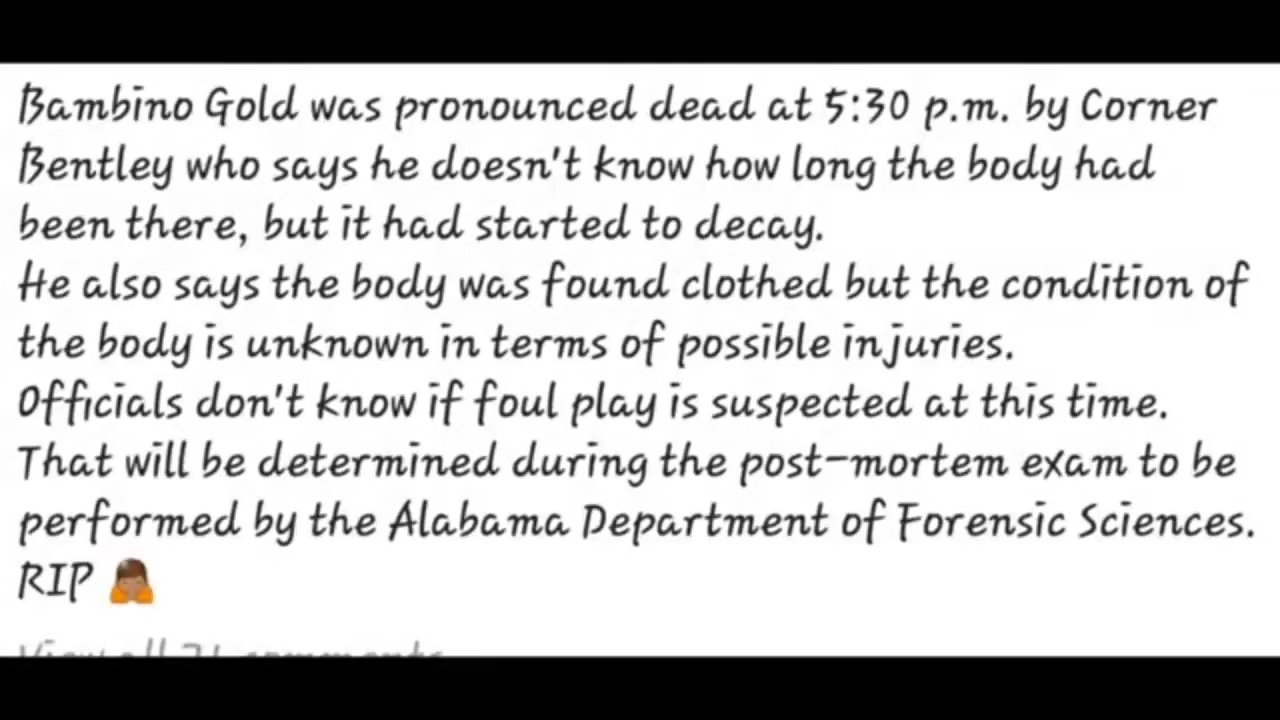 Bambino Gold was pronounced dead at 5:30 p.m. by Corner
Bentley who says he doesn't know how long the body had
been there, but it had started to decay.
He also says the body was found clothed but the condition of
the body is unknown in terms of possible injuries.
Officials don't know if foul play is suspected at this time.
That will be determined during the post-mortem exam to be
performed by the Alabama Department of Forensic Sciences.
RIP 🙇🏾
View all comments